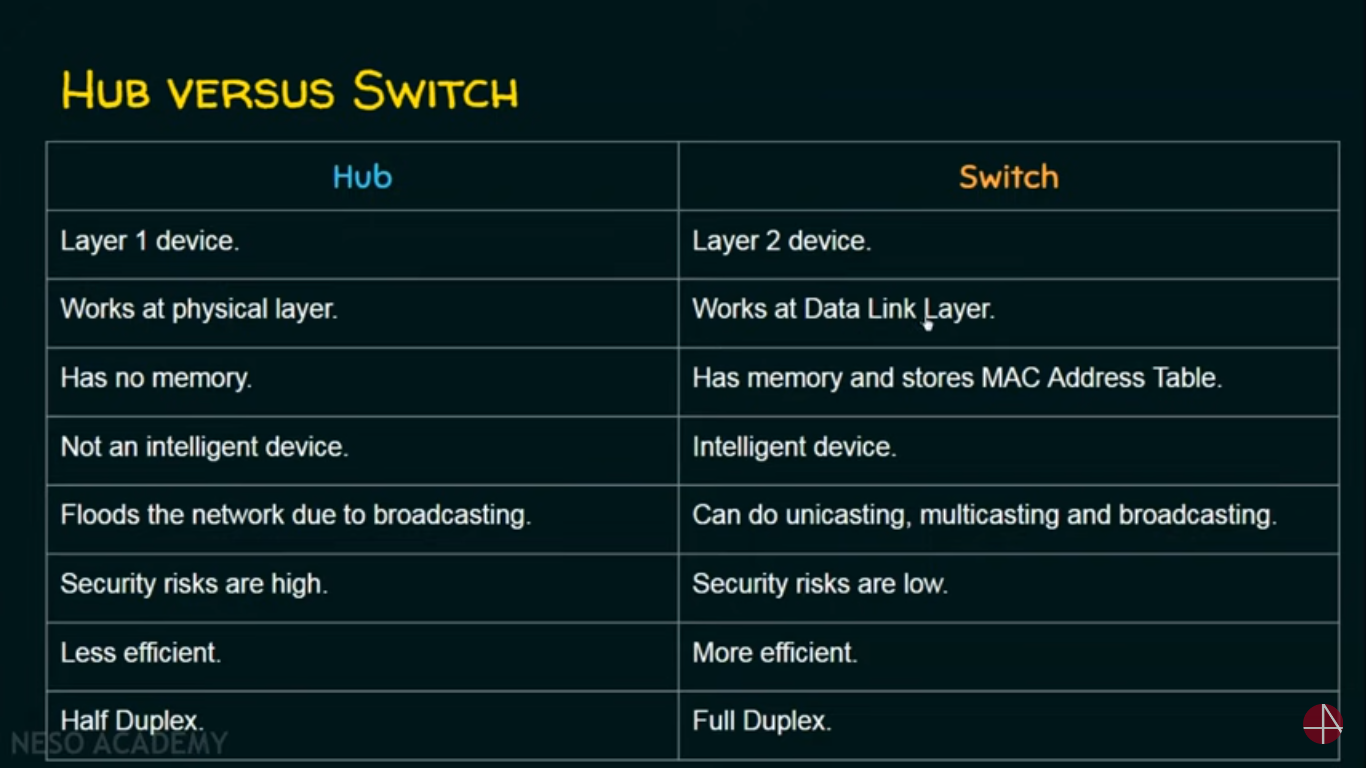 HUB VERSUS SWITCH
Hub
Switch
Layer 1 device.
Layer 2 device.
Works at physical layer.
Works at Data Link Layer.
Has no memory.
Has memory and stores MAC Address Table.
Not an intelligent device.
Intelligent device.
Floods the network due to broadcasting.
Can do unicasting, multicasting and broadcasting.
Security risks are high.
Security risks are low.
Less efficient.
More efficient.
Half Duplex.
Full Duplex.
NESO ACADEMY